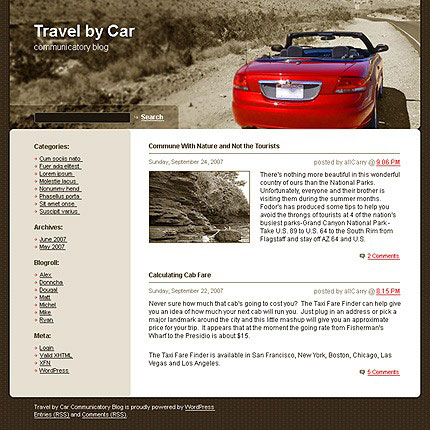 Travel by Car
communicatory blog
Search
Categories:
Cum sociis nato
Fuer adq elitest
Lorem ipsum
Molestie lacus
Nonummy hend
Phasellus porta
Sit amet onse
Suscipit varius
Archives:
June 2007
May 2007
Blogroll:
Alex
Donncha
Dougal
Matt
Michel
Mike
Ryan
Meta:
Login
Valid XHTML
XFN
WordPress
Commune With Nature and Not the Tourists
Sunday, September 24, 2007 posted by allCarry @ 9:06 PM
There's nothing more beautiful in this wonderful
country of ours than the National Parks.
Unfortunately, everyone and their brother is
visiting them during the summer months.
Fodor's has produced some tips to help you
avoid the throngs of tourists at 4 of the nation's
busiest parks-Grand Canyon National Park-
Take U.S. 89 to U.S. 64 to the South Rim from
Flagstaff and stay off AZ 64 and U.S.
2 Comments
Calculating Cab Fare
Sunday, September 22, 2007 posted by allCarry @ 8:15 PM
Never sure how much that cab's going to cost you? The Taxi Fare Finder can help give
you an idea of how much your next cab will run you. Just plug in an address or pick a
major landmark around the city and this little mashup will give you an approximate
price for your trip. It appears that at the moment the going rate from Fisherman's
Wharf to the Presidio is about $15.
The Taxi Fare Finder is available in San Francisco, New York, Boston, Chicago, Las
Vegas and Los Angeles.
5 Comments
Travel by Car Communicatory Blog is proudly powered by WordPress
Entries (RSS) and Comments (RSS).